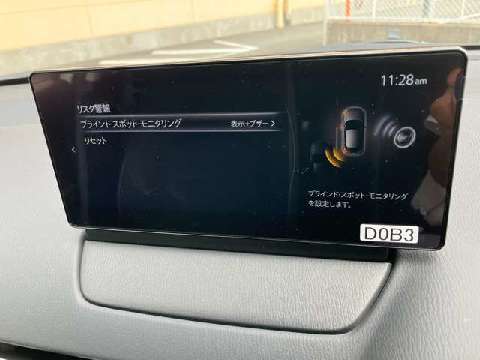 11:28am
リスタ警報
ブラインド・スポット・モニタリング 表示+ブザー >
リセット
ブラインド・スポット・モニタリング
を設定します。
D0B3